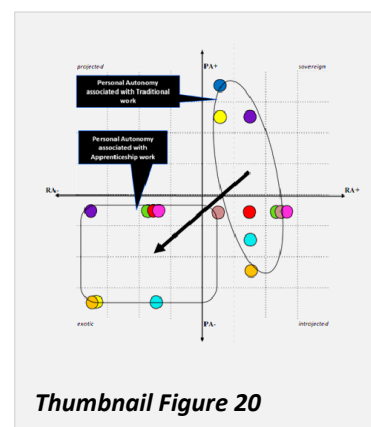 projected
PA+
sovereign
Personal Autonomy
associated with Traditional
work
Personal Autonomy
associated with
Apprenticeship work
RA-
RA+
exotic
PA-
introjected
Thumbnail Figure 20